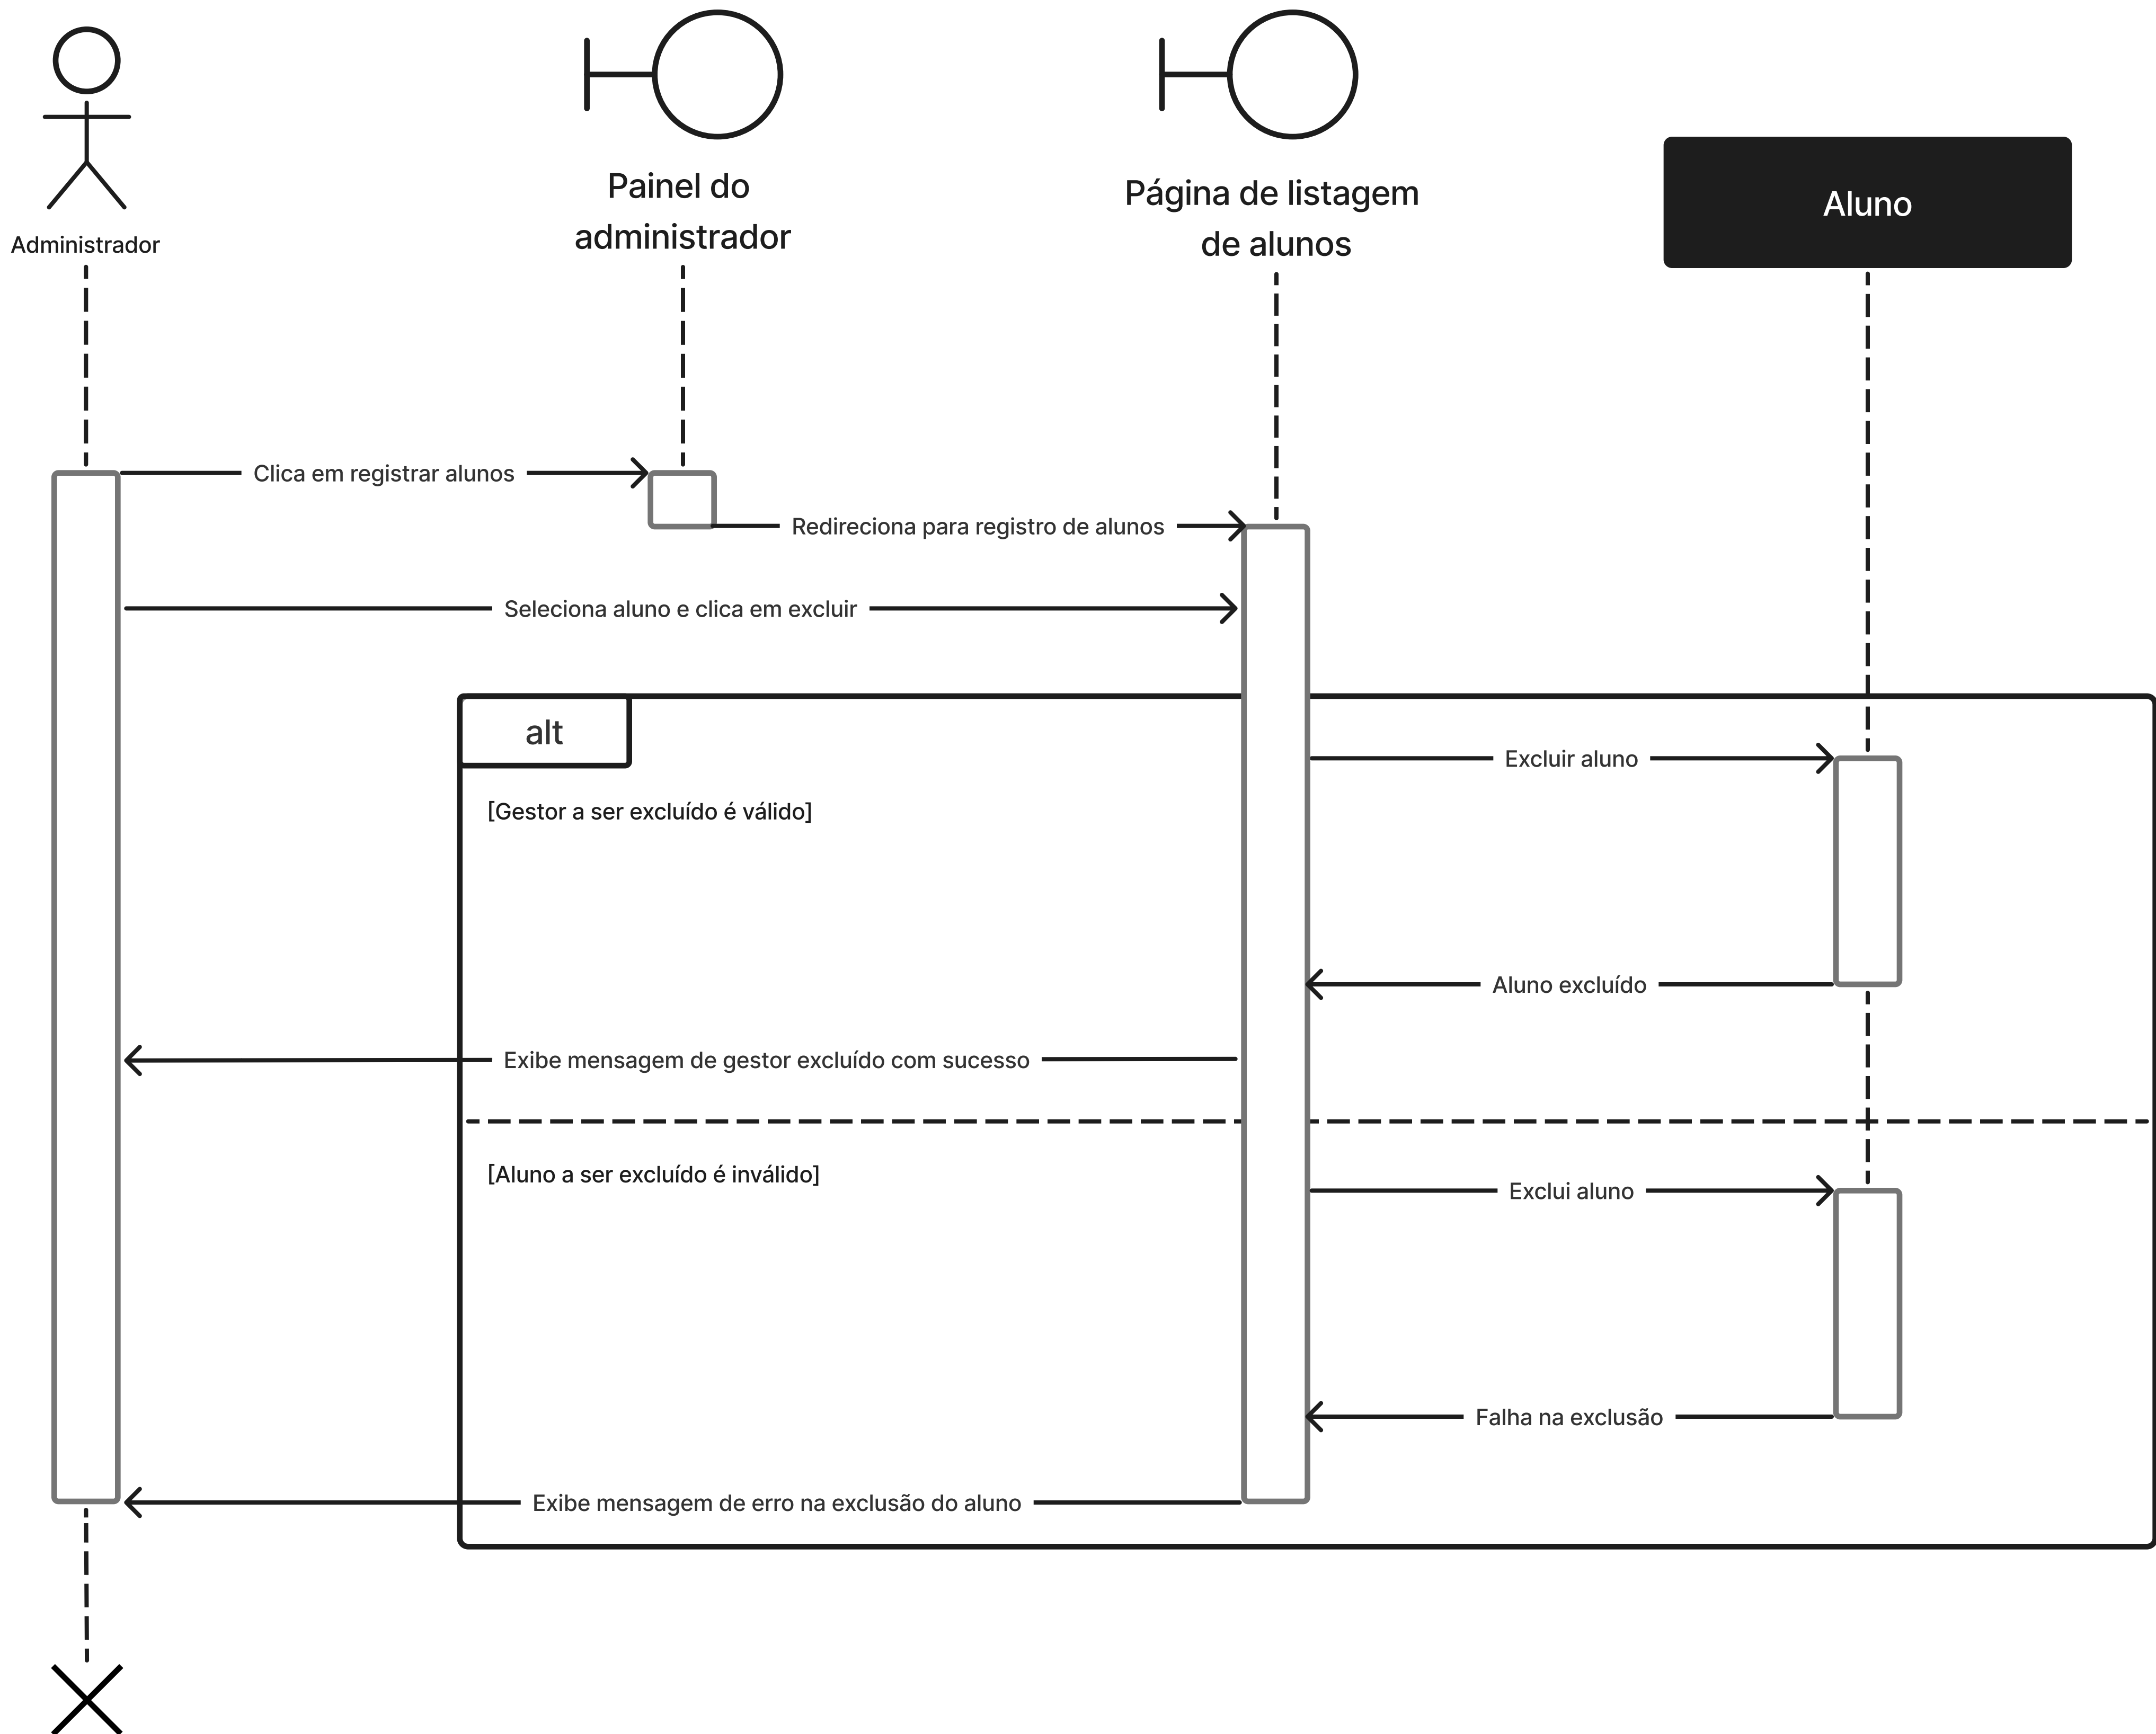 Administrador
Painel do
administrador
Página de listagem
de alunos
Aluno
Clica em registrar alunos
Redireciona para registro de alunos
Seleciona aluno e clica em excluir
alt
Excluir aluno
[Gestor a ser excluído é válido]
Aluno excluído
Exibe mensagem de gestor excluído com sucesso
[Aluno a ser excluído é inválido]
Exclui aluno
Falha na exclusão
Exibe mensagem de erro na exclusão do aluno